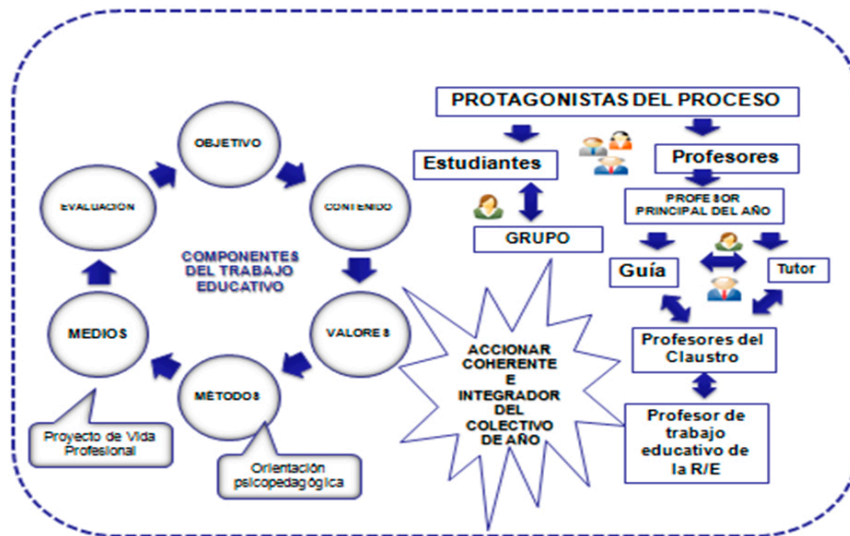 OBJETIVO
CONTENIDO
VALORES
MÉTODOS
MEDIOS
EVALUACIÓN
COMPONENTES
DEL TRABAJO
EDUCATIVO
Proyecto de Vida
Profesional
Orientación
psicopedagógica
PROTAGONISTAS DEL PROCESO
Estudiantes
Profesores
PROFESOR
PRINCIPAL DEL AÑO
GRUPO
Guía
Tutor
Profesores del
Claustro
Profesor de
trabajo
educativo de
la R/E
ACCIONAR
COHERENTE
E
INTEGRADOR
DEL
COLECTIVO
DE AÑO